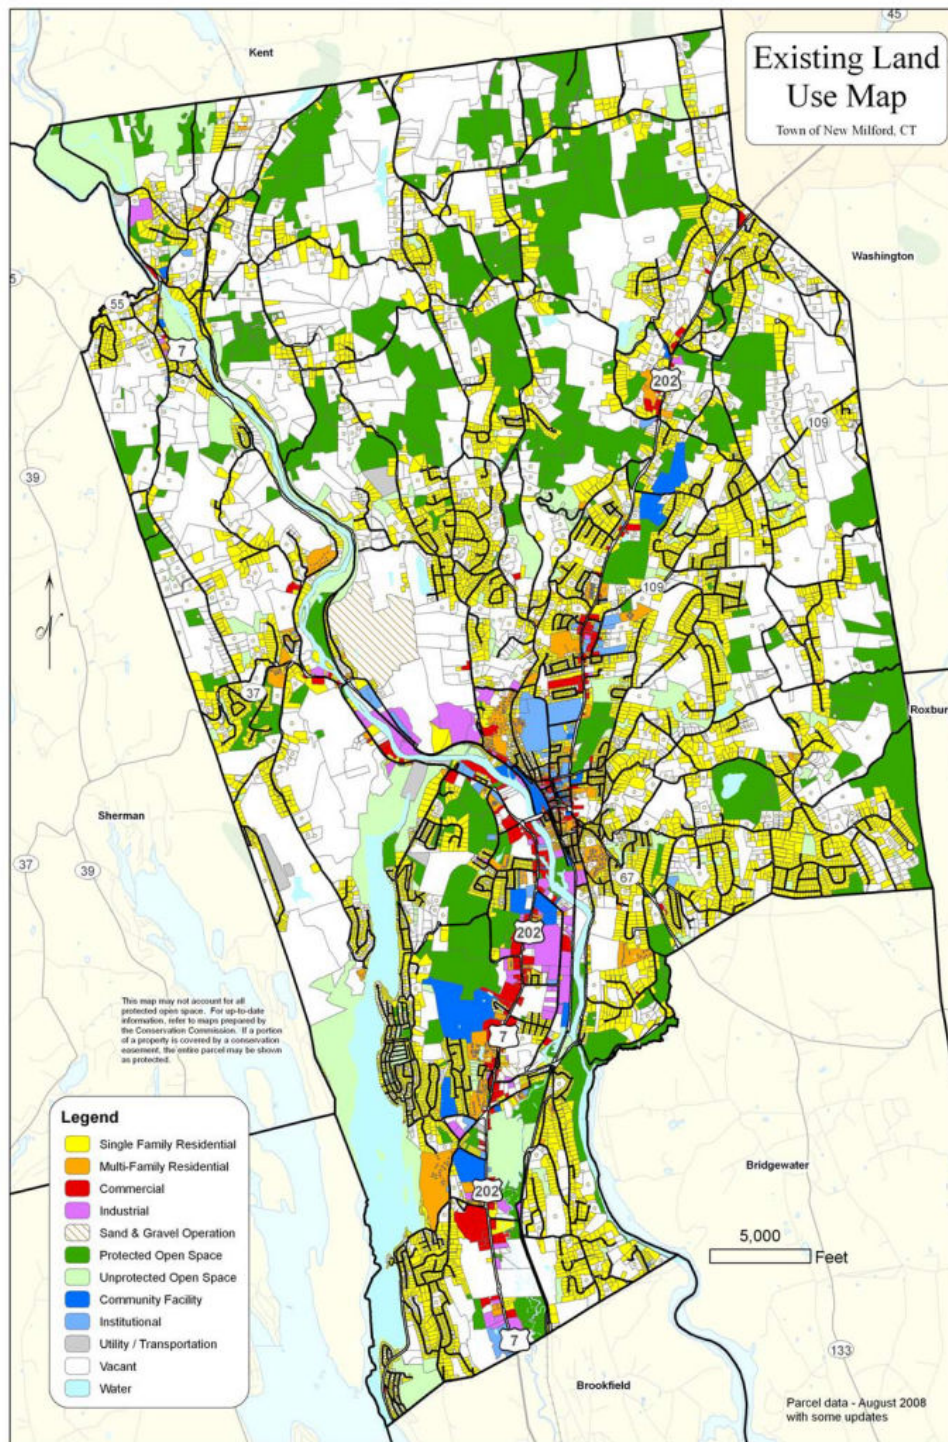 45
Kent
Existing Land
Use Map
Town of New Milford, CT
Washington
5
55
7
202
109
39
109
37
Roxbur
Sherman
37
39
67
202
This map may not account for all
protected open space. For up-to-date
information, refer to maps prepared by
the Conservation Commission. If a portion
of a property is covered by a conservation
easement, the entire parcel may be shown
as protected.
7
Legend
Single Family Residential
Multi-Family Residential
Commercial
Industrial
Sand & Gravel Operation
Protected Open Space
Unprotected Open Space
Community Facility
Institutional
Utility / Transportation
Vacant
Water
Bridgewater
202
5,000
Feet
7
133
Brookfield
Parcel data - August 2008
with some updates
N